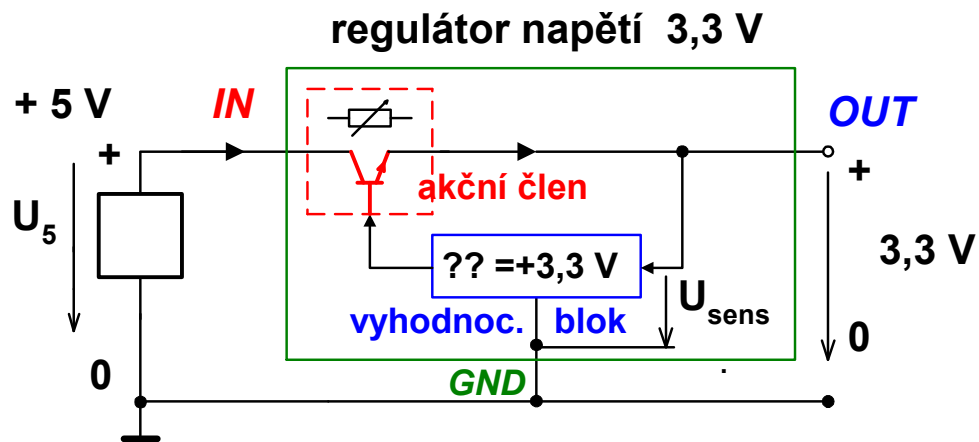 regulátor napětí 3,3 V
+ 5 V
IN
OUT
+
+
akční člen
U5
?? =+3,3 V
3,3 V
Usens
vyhodnoc. blok
0
0
GND